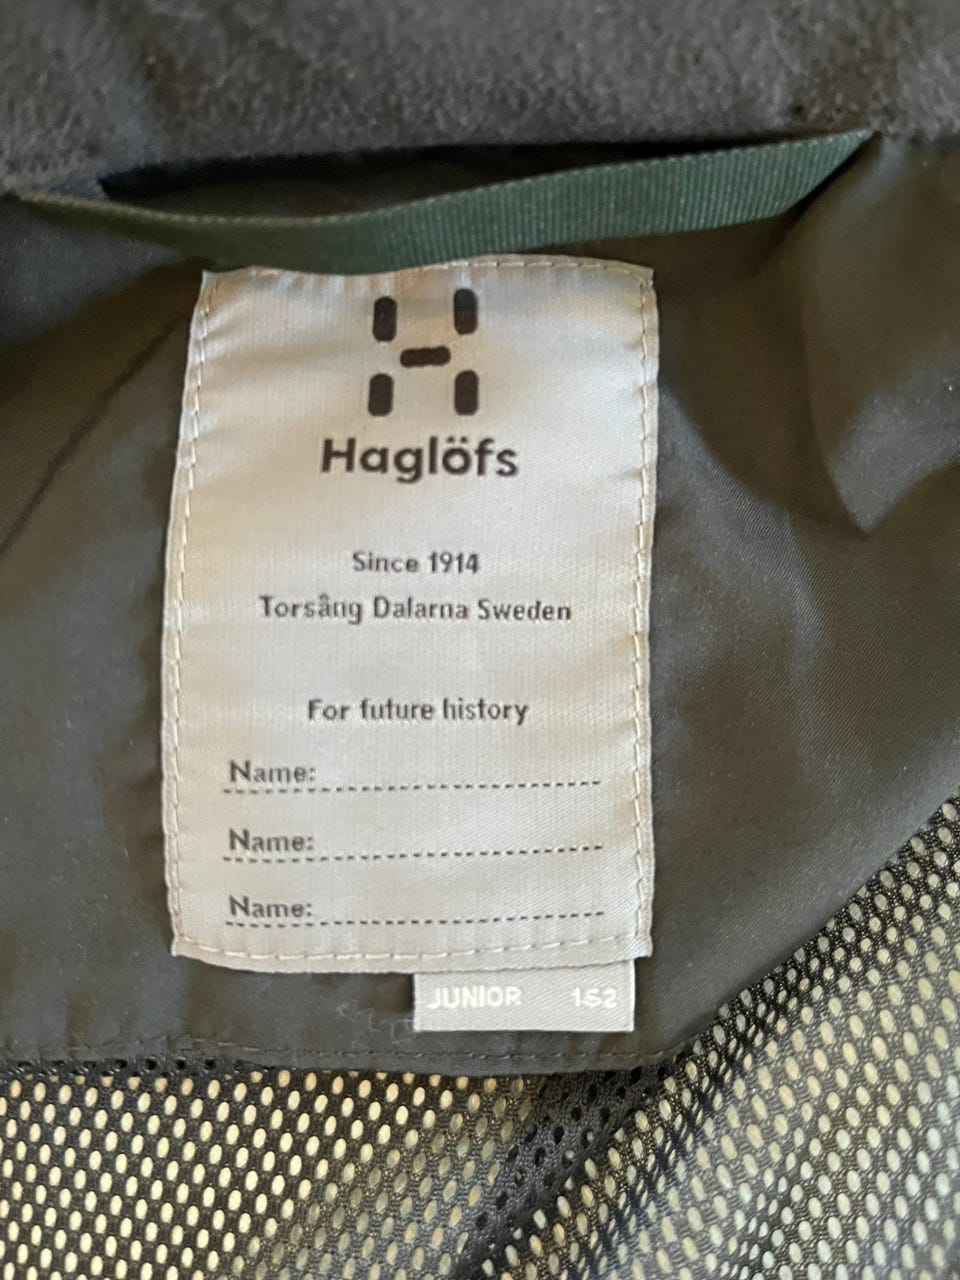 Haglöfs
Since 1914
Torsång Dalarna Sweden
For future history
Name:
Name:
Name:
JUNIOR 152